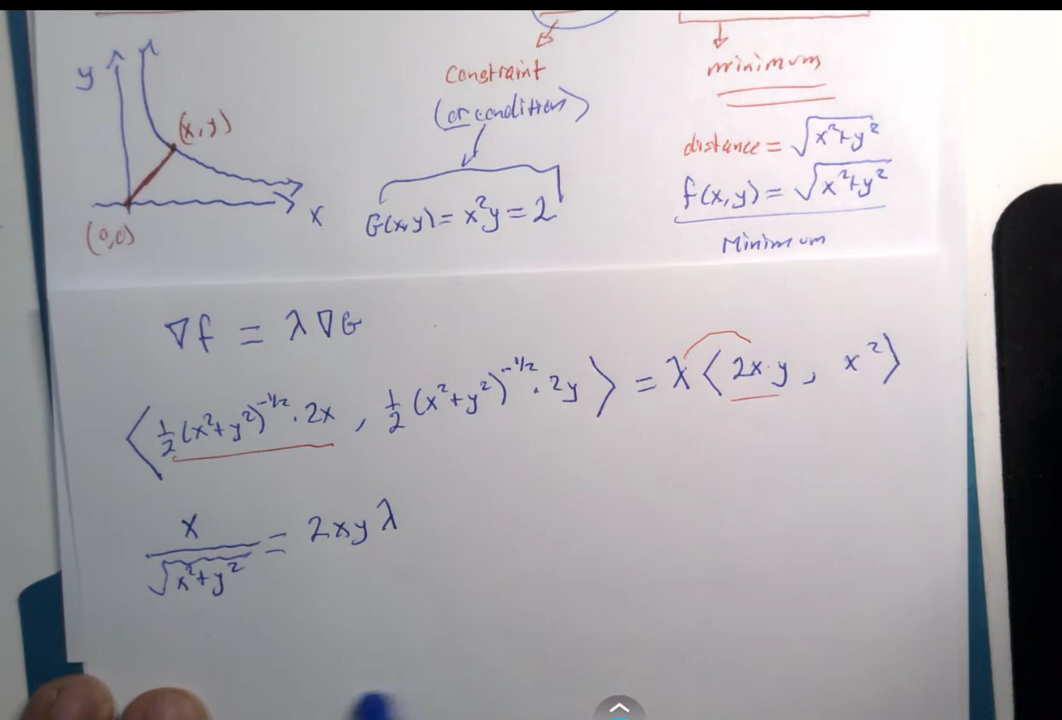 y
(x, y)
x
(0,0)
Constraint
(or condition)
G(x,y) = x²y = 2
minimum
distance = √x²+y²
f(x,y) = √x²+y²
Minimum
∇f = λ∇G
⟨½(x²+y²)^-1/2 · 2x , ½(x²+y²)^-1/2 · 2y⟩ = λ⟨2x·y , x²⟩
x/√x²+y² = 2xyλ